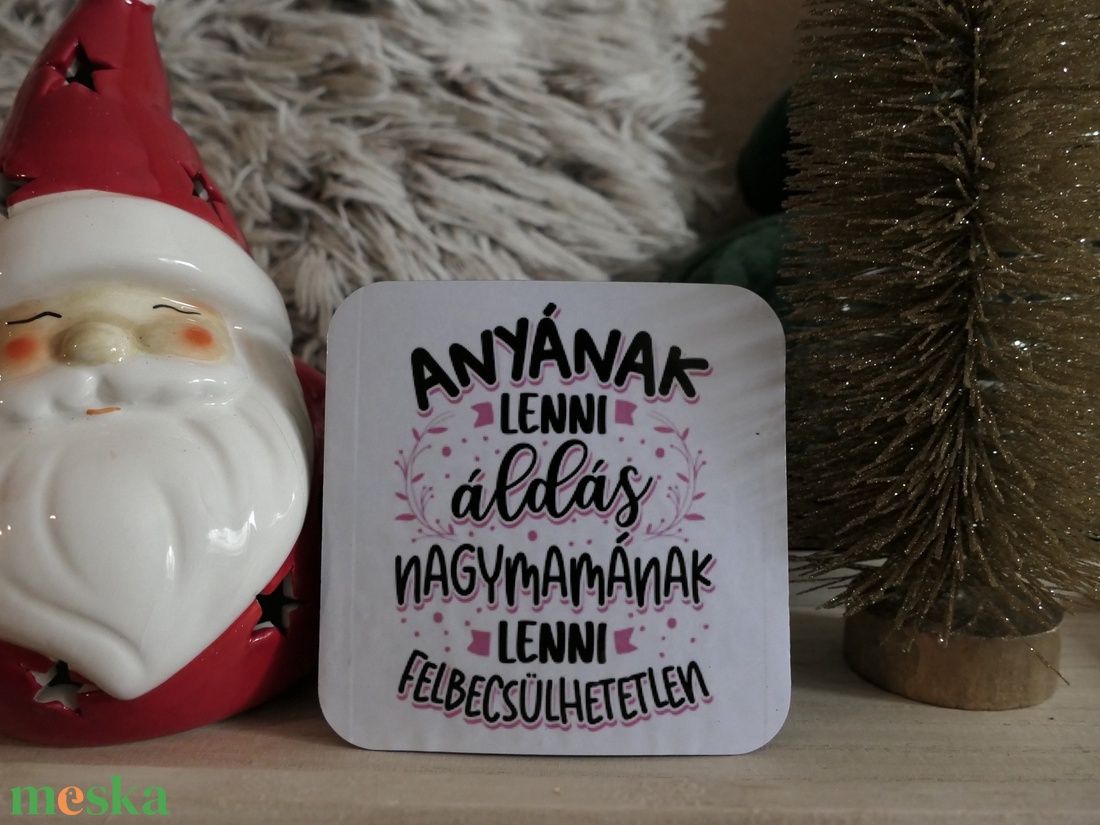 ANYÁNAK
LENNI
áldás
NAGYMAMÁNAK
LENNI
FELBECSÜLHETETLEN
meska